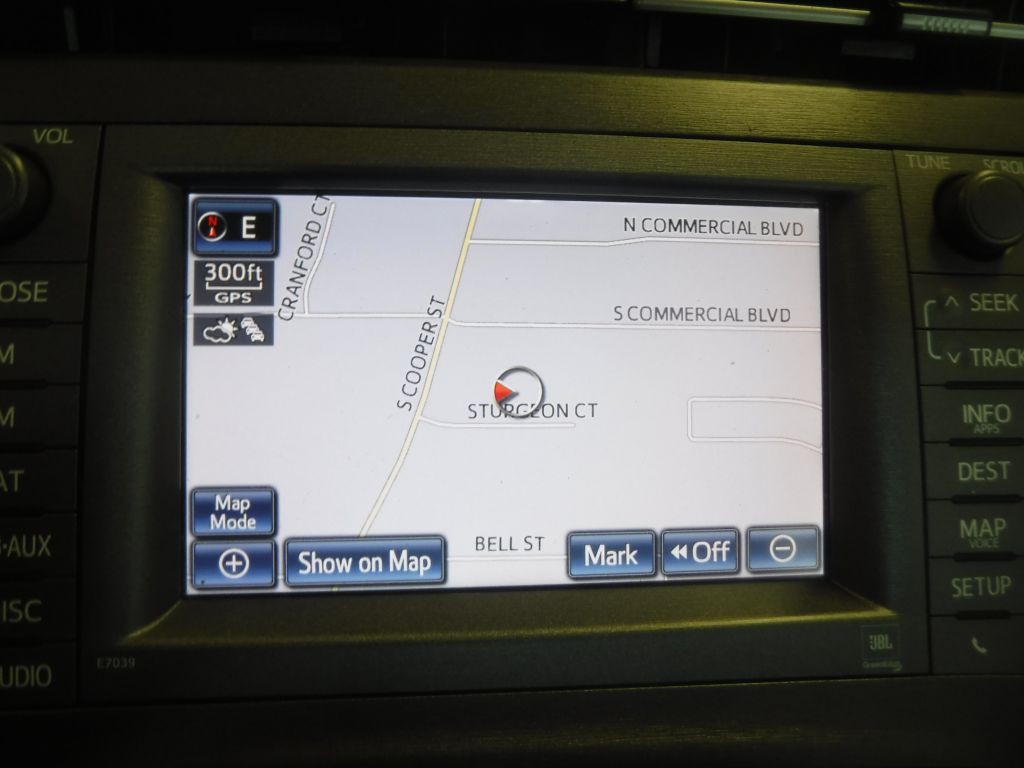 VOL
TUNE
SCRO
N
E
300ft
GPS
CRANFORD CT
S COOPER ST
N COMMERCIAL BLVD
S COMMERCIAL BLVD
STURGEON CT
BELL ST
Map
Mode
Show on Map
Mark
Off
OSE
M
M
AT
-AUX
ISC
UDIO
SEEK
TRACK
INFO
APPS
DEST
MAP
VOICE
SETUP
E7039
JBL
GreenEdge